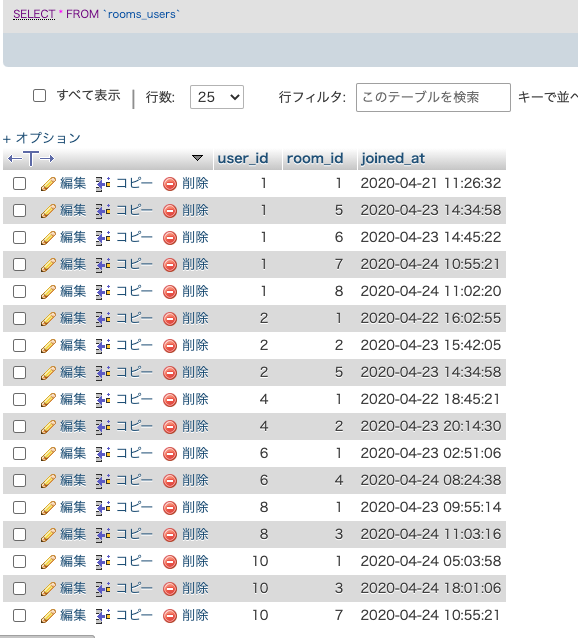 SELECT * FROM `rooms_users`
すべて表示 | 行数: 25 行フィルタ: このテーブルを検索 キーで並べ
+ オプション
←T→ user_id room_id joined_at
編集 コピー 削除 1 1 2020-04-21 11:26:32
編集 コピー 削除 1 5 2020-04-23 14:34:58
編集 コピー 削除 1 6 2020-04-23 14:45:22
編集 コピー 削除 1 7 2020-04-24 10:55:21
編集 コピー 削除 1 8 2020-04-24 11:02:20
編集 コピー 削除 2 1 2020-04-22 16:02:55
編集 コピー 削除 2 2 2020-04-23 15:42:05
編集 コピー 削除 2 5 2020-04-23 14:34:58
編集 コピー 削除 4 1 2020-04-22 18:45:21
編集 コピー 削除 4 2 2020-04-23 20:14:30
編集 コピー 削除 6 1 2020-04-23 02:51:06
編集 コピー 削除 6 4 2020-04-24 08:24:38
編集 コピー 削除 8 1 2020-04-23 09:55:14
編集 コピー 削除 8 3 2020-04-24 11:03:16
編集 コピー 削除 10 1 2020-04-24 05:03:58
編集 コピー 削除 10 3 2020-04-24 18:01:06
編集 コピー 削除 10 7 2020-04-24 10:55:21